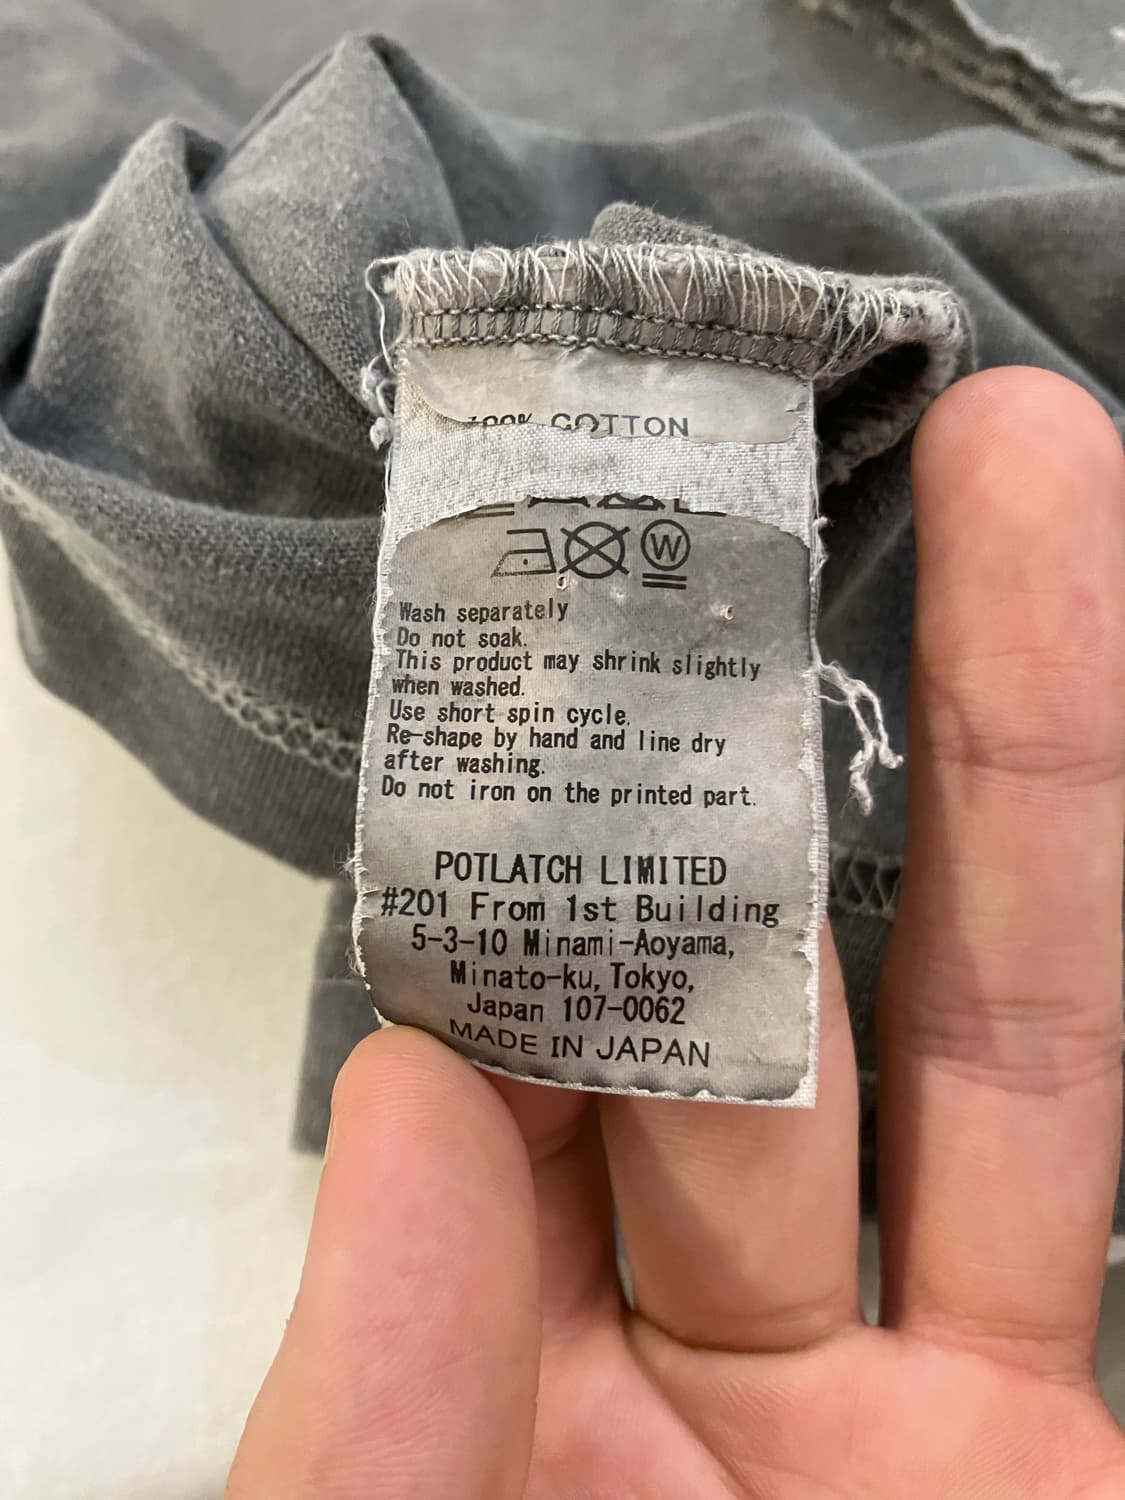 100% COTTON
W
Wash separately
Do not soak.
This product may shrink slightly
when washed.
Use short spin cycle.
Re-shape by hand and line dry
after washing.
Do not iron on the printed part.
POTLATCH LIMITED
#201 From 1st Building
5-3-10 Minami-Aoyama,
Minato-ku, Tokyo,
Japan 107-0062
MADE IN JAPAN